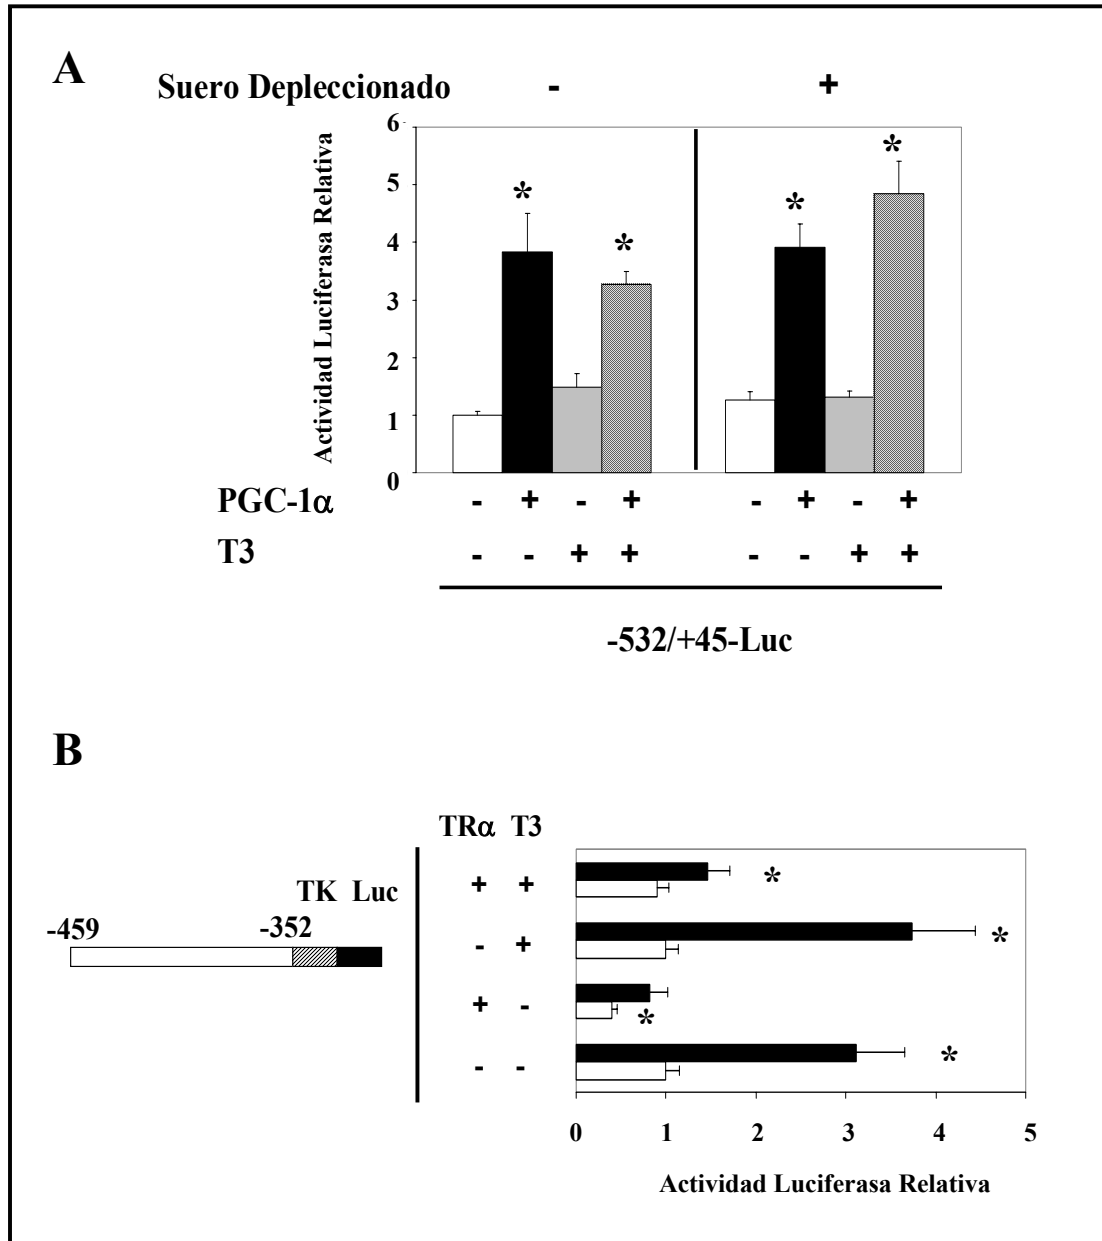 A
Suero Depleccionado - +
Actividad Luciferasa Relativa
6
5
4
3
2
1
0
PGC-1α - + - + - + - +
T3 - - + + - - + +
* * * *
-532/+45-Luc
B
TRα T3
TK Luc
-459 -352
+ + *
- + *
+ - *
- - *
0 1 2 3 4 5
Actividad Luciferasa Relativa